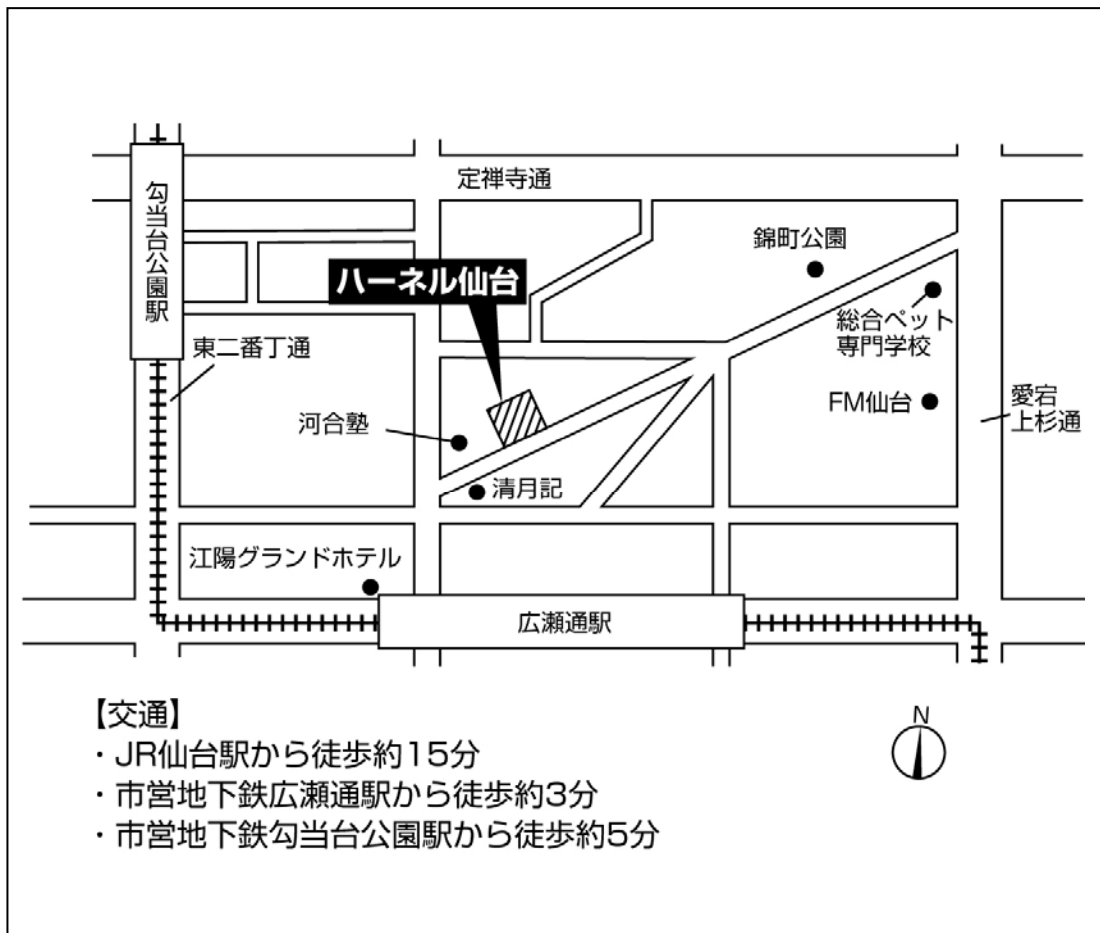 定禅寺通
勾当台公園駅
錦町公園
ハーネル仙台
総合ペット
専門学校
東二番丁通
FM仙台
愛宕
上杉通
河合塾
清月記
江陽グランドホテル
広瀬通駅
【交通】
・JR仙台駅から徒歩約15分
・市営地下鉄広瀬通駅から徒歩約3分
・市営地下鉄勾当台公園駅から徒歩約5分
N